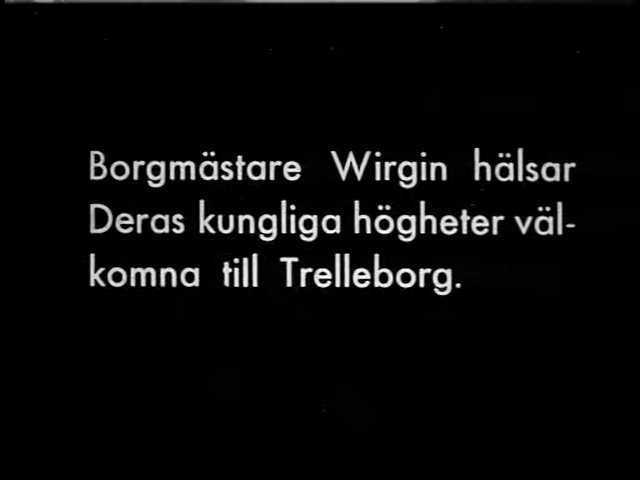 Borgmästare Wirgin hälsar
Deras kungliga högheter väl-
komna till Trelleborg.